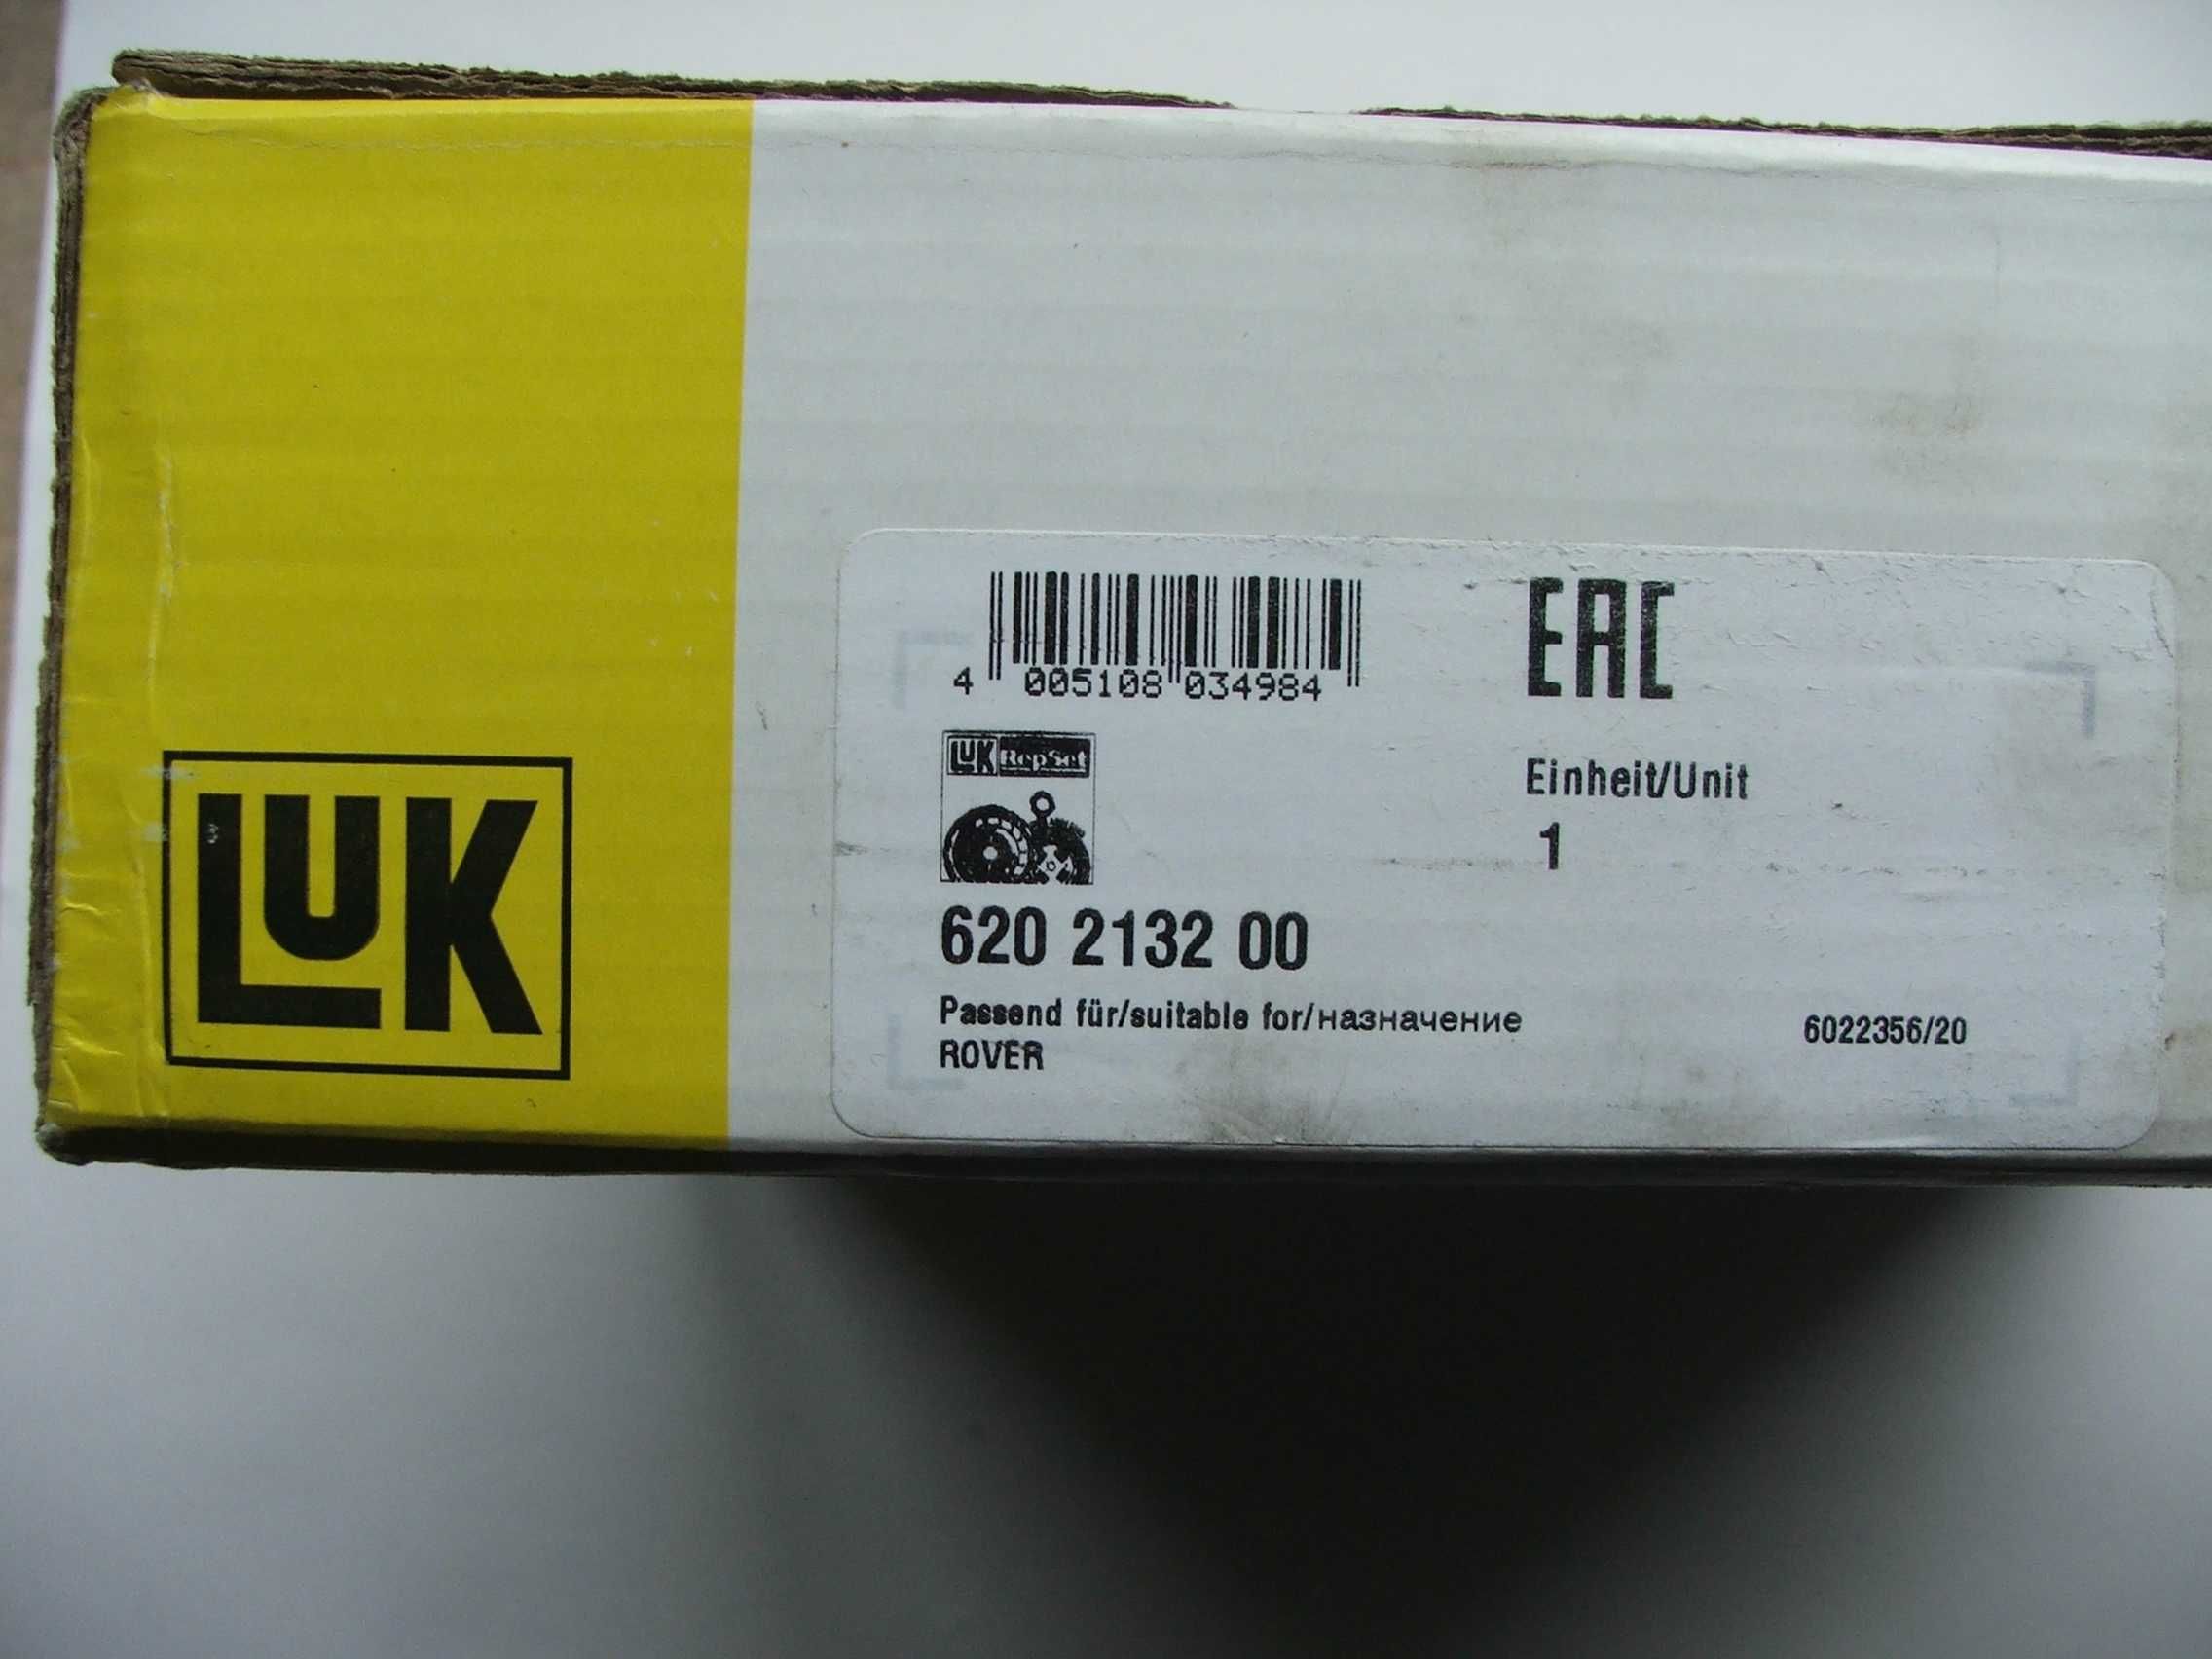 LUK
4 005108 034984
EAC
LUK RepSet
Einheit/Unit
1
620 2132 00
Passend für/suitable for/назначение
ROVER
6022356/20